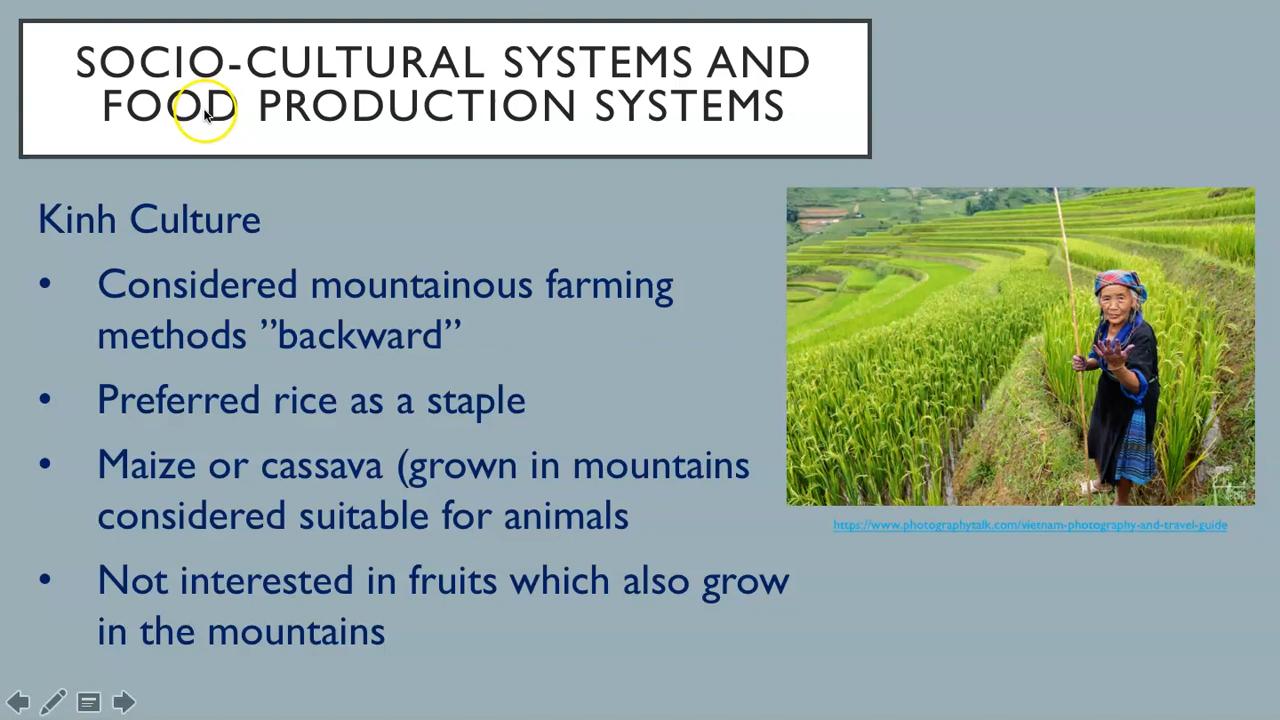 SOCIO-CULTURAL SYSTEMS AND
FOOD PRODUCTION SYSTEMS
Kinh Culture
• Considered mountainous farming
methods ”backward”
• Preferred rice as a staple
• Maize or cassava (grown in mountains
considered suitable for animals
• Not interested in fruits which also grow
in the mountains
https://www.photographytalk.com/vietnam-photography-and-travel-guide